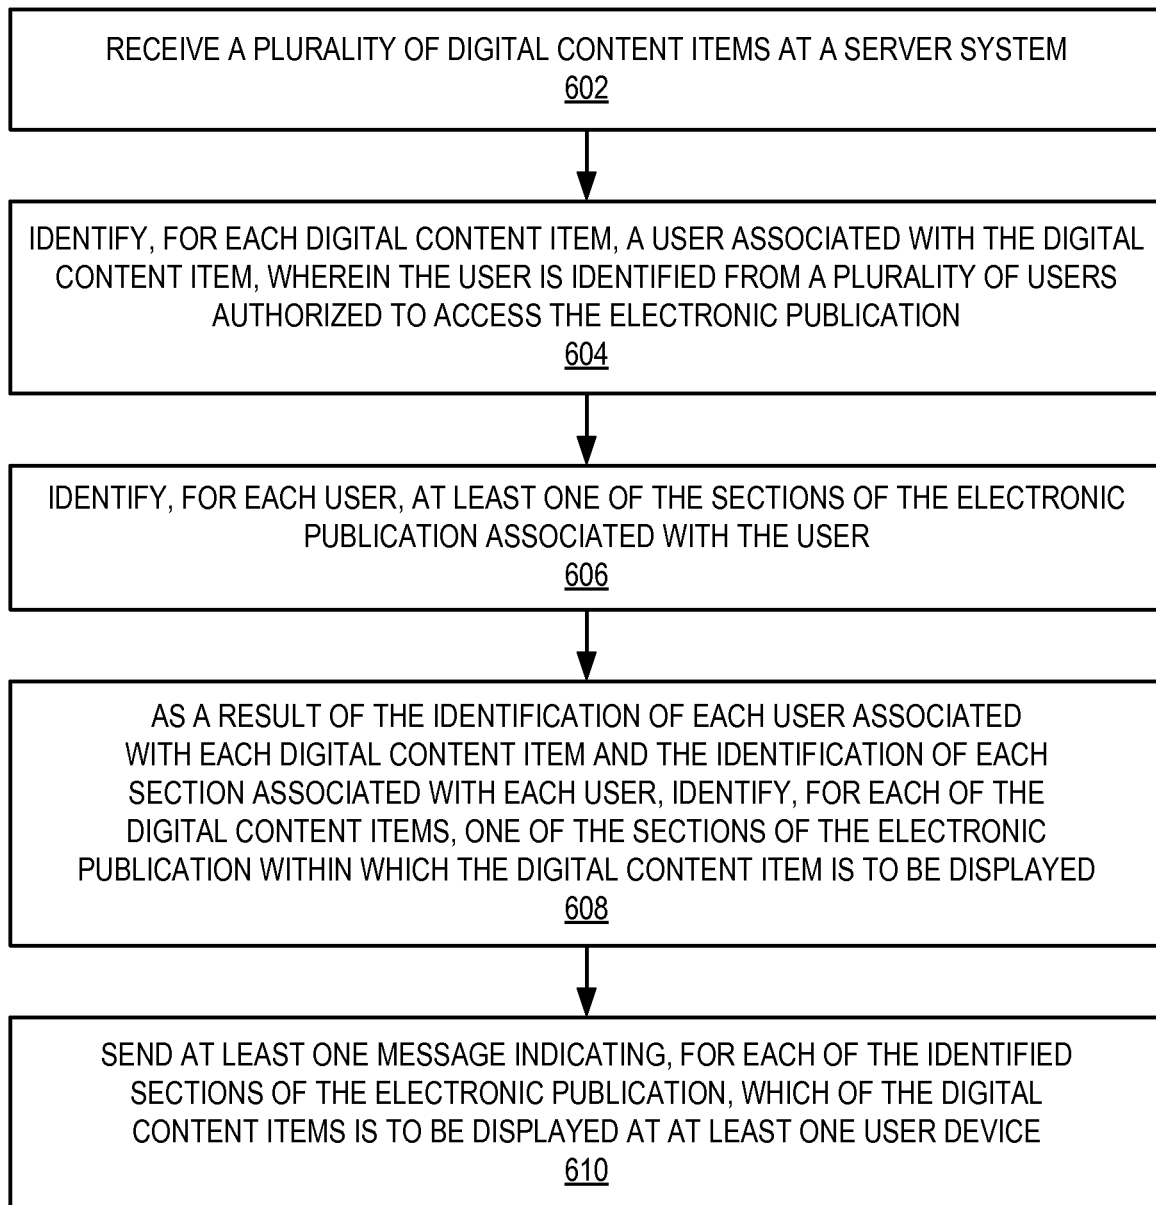 RECEIVE A PLURALITY OF DIGITAL CONTENT ITEMS AT A SERVER SYSTEM
602
IDENTIFY, FOR EACH DIGITAL CONTENT ITEM, A USER ASSOCIATED WITH THE DIGITAL
CONTENT ITEM, WHEREIN THE USER IS IDENTIFIED FROM A PLURALITY OF USERS
AUTHORIZED TO ACCESS THE ELECTRONIC PUBLICATION
604
IDENTIFY, FOR EACH USER, AT LEAST ONE OF THE SECTIONS OF THE ELECTRONIC
PUBLICATION ASSOCIATED WITH THE USER
606
AS A RESULT OF THE IDENTIFICATION OF EACH USER ASSOCIATED
WITH EACH DIGITAL CONTENT ITEM AND THE IDENTIFICATION OF EACH
SECTION ASSOCIATED WITH EACH USER, IDENTIFY, FOR EACH OF THE
DIGITAL CONTENT ITEMS, ONE OF THE SECTIONS OF THE ELECTRONIC
PUBLICATION WITHIN WHICH THE DIGITAL CONTENT ITEM IS TO BE DISPLAYED
608
SEND AT LEAST ONE MESSAGE INDICATING, FOR EACH OF THE IDENTIFIED
SECTIONS OF THE ELECTRONIC PUBLICATION, WHICH OF THE DIGITAL
CONTENT ITEMS IS TO BE DISPLAYED AT AT LEAST ONE USER DEVICE
610